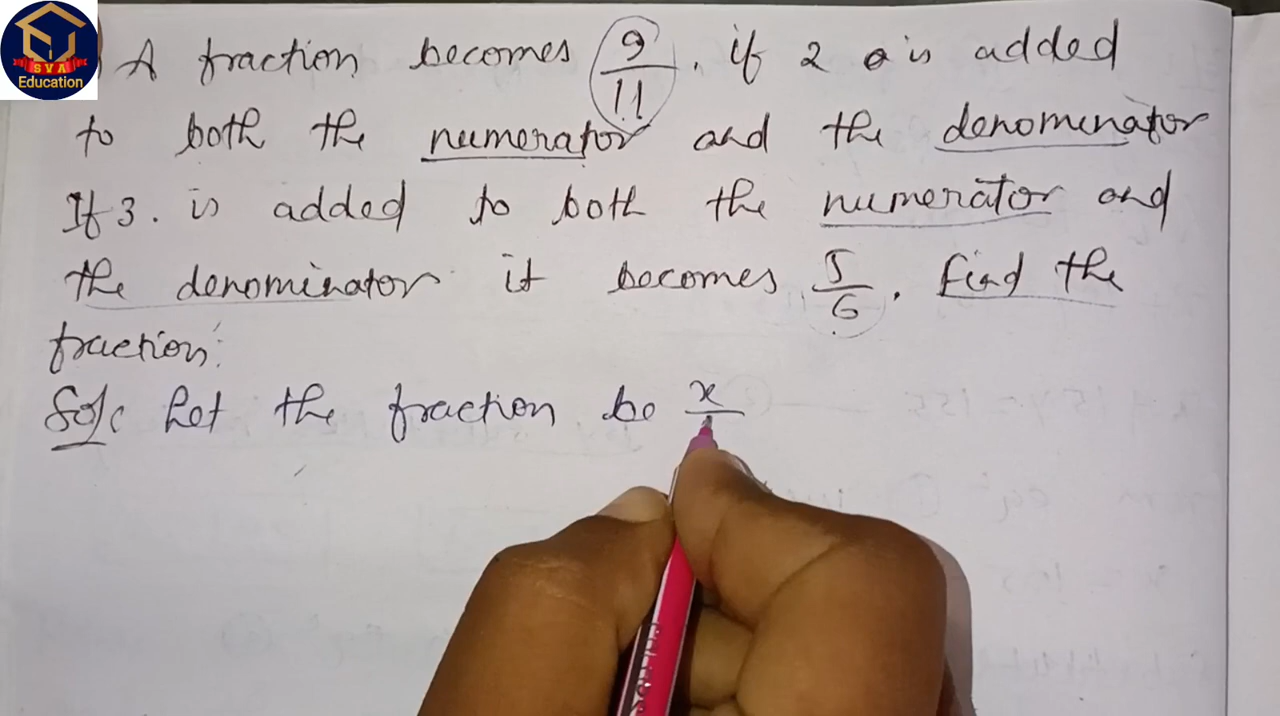 SVA
Education
A fraction becomes 9/11, if 2 is added
to both the numerator and the denominator
If 3. is added to both the numerator and
the denominator it becomes 5/6. Find the
fraction.
Sol: Let the fraction be x